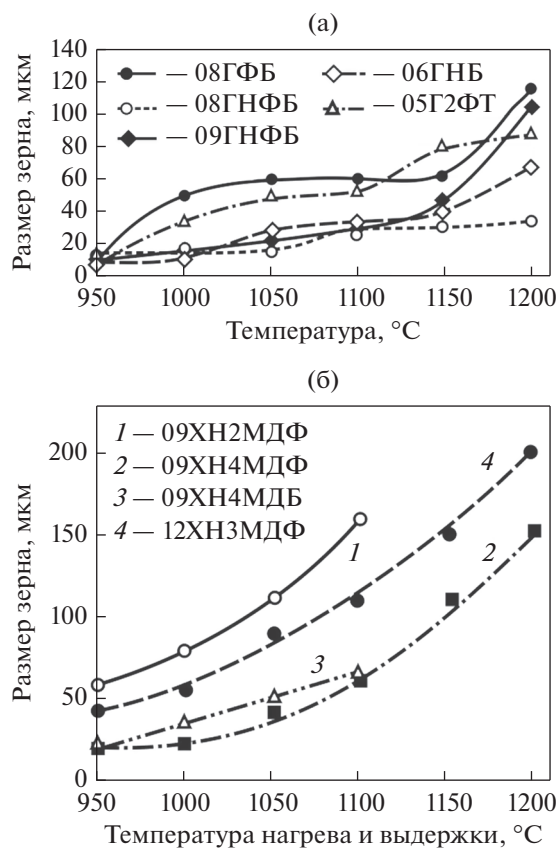 (а)
Размер зерна, мкм
140
120
100
80
60
40
20
0
— 08ГФБ
— 08ГНФБ
— 09ГНФБ
— 06ГНБ
— 05Г2ФТ
950 1000 1050 1100 1150 1200
Температура, °C
(б)
Размер зерна, мкм
200
150
100
50
0
1 — 09ХН2МДФ
2 — 09ХН4МДФ
3 — 09ХН4МДБ
4 — 12ХН3МДФ
4
1
2
3
950 1000 1050 1100 1150 1200
Температура нагрева и выдержки, °C